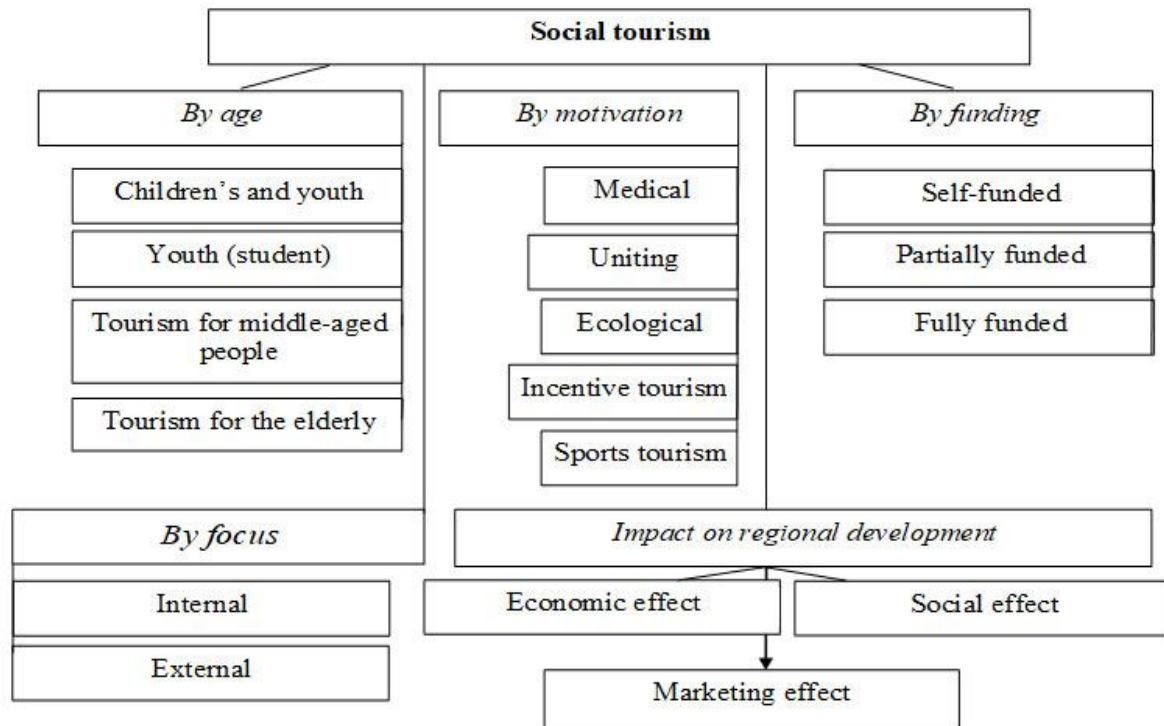 Social tourism
By age
By motivation
By funding
Children’s and youth
Youth (student)
Tourism for middle-aged
people
Tourism for the elderly
Medical
Uniting
Ecological
Incentive tourism
Sports tourism
Self-funded
Partially funded
Fully funded
By focus
Internal
External
Impact on regional development
Economic effect
Social effect
Marketing effect